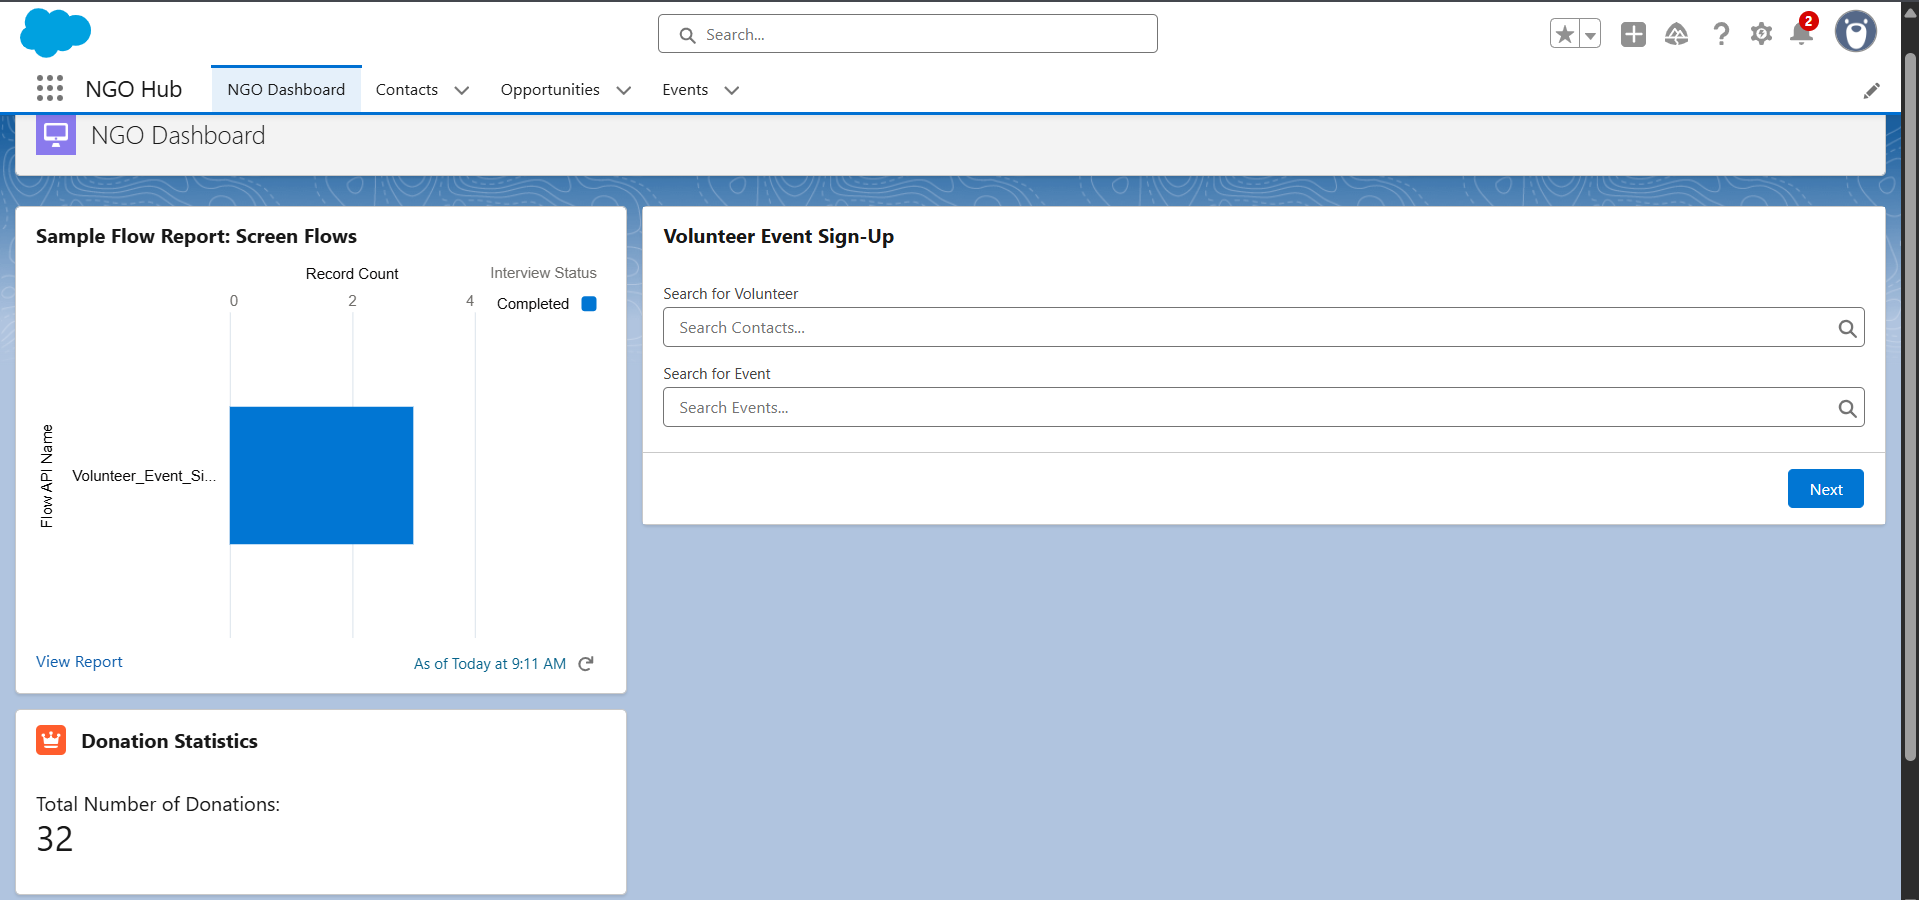 Search...
2
NGO Hub
NGO Dashboard
Contacts
Opportunities
Events
NGO Dashboard
Sample Flow Report: Screen Flows
Record Count
Interview Status
0
2
4
Completed
Flow API Name
Volunteer_Event_Si...
View Report
As of Today at 9:11 AM
Donation Statistics
Total Number of Donations:
32
Volunteer Event Sign-Up
Search for Volunteer
Search Contacts...
Search for Event
Search Events...
Next